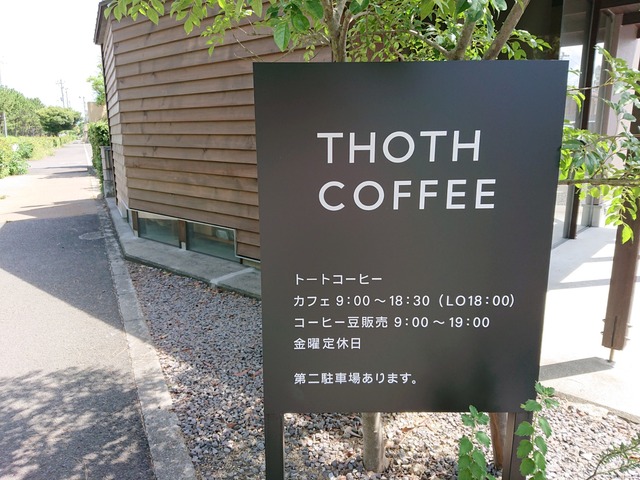 THOTH
COFFEE
トートコーヒー
カフェ 9:00～18:30（LO18:00）
コーヒー豆販売 9:00～19:00
金曜定休日
第二駐車場あります。